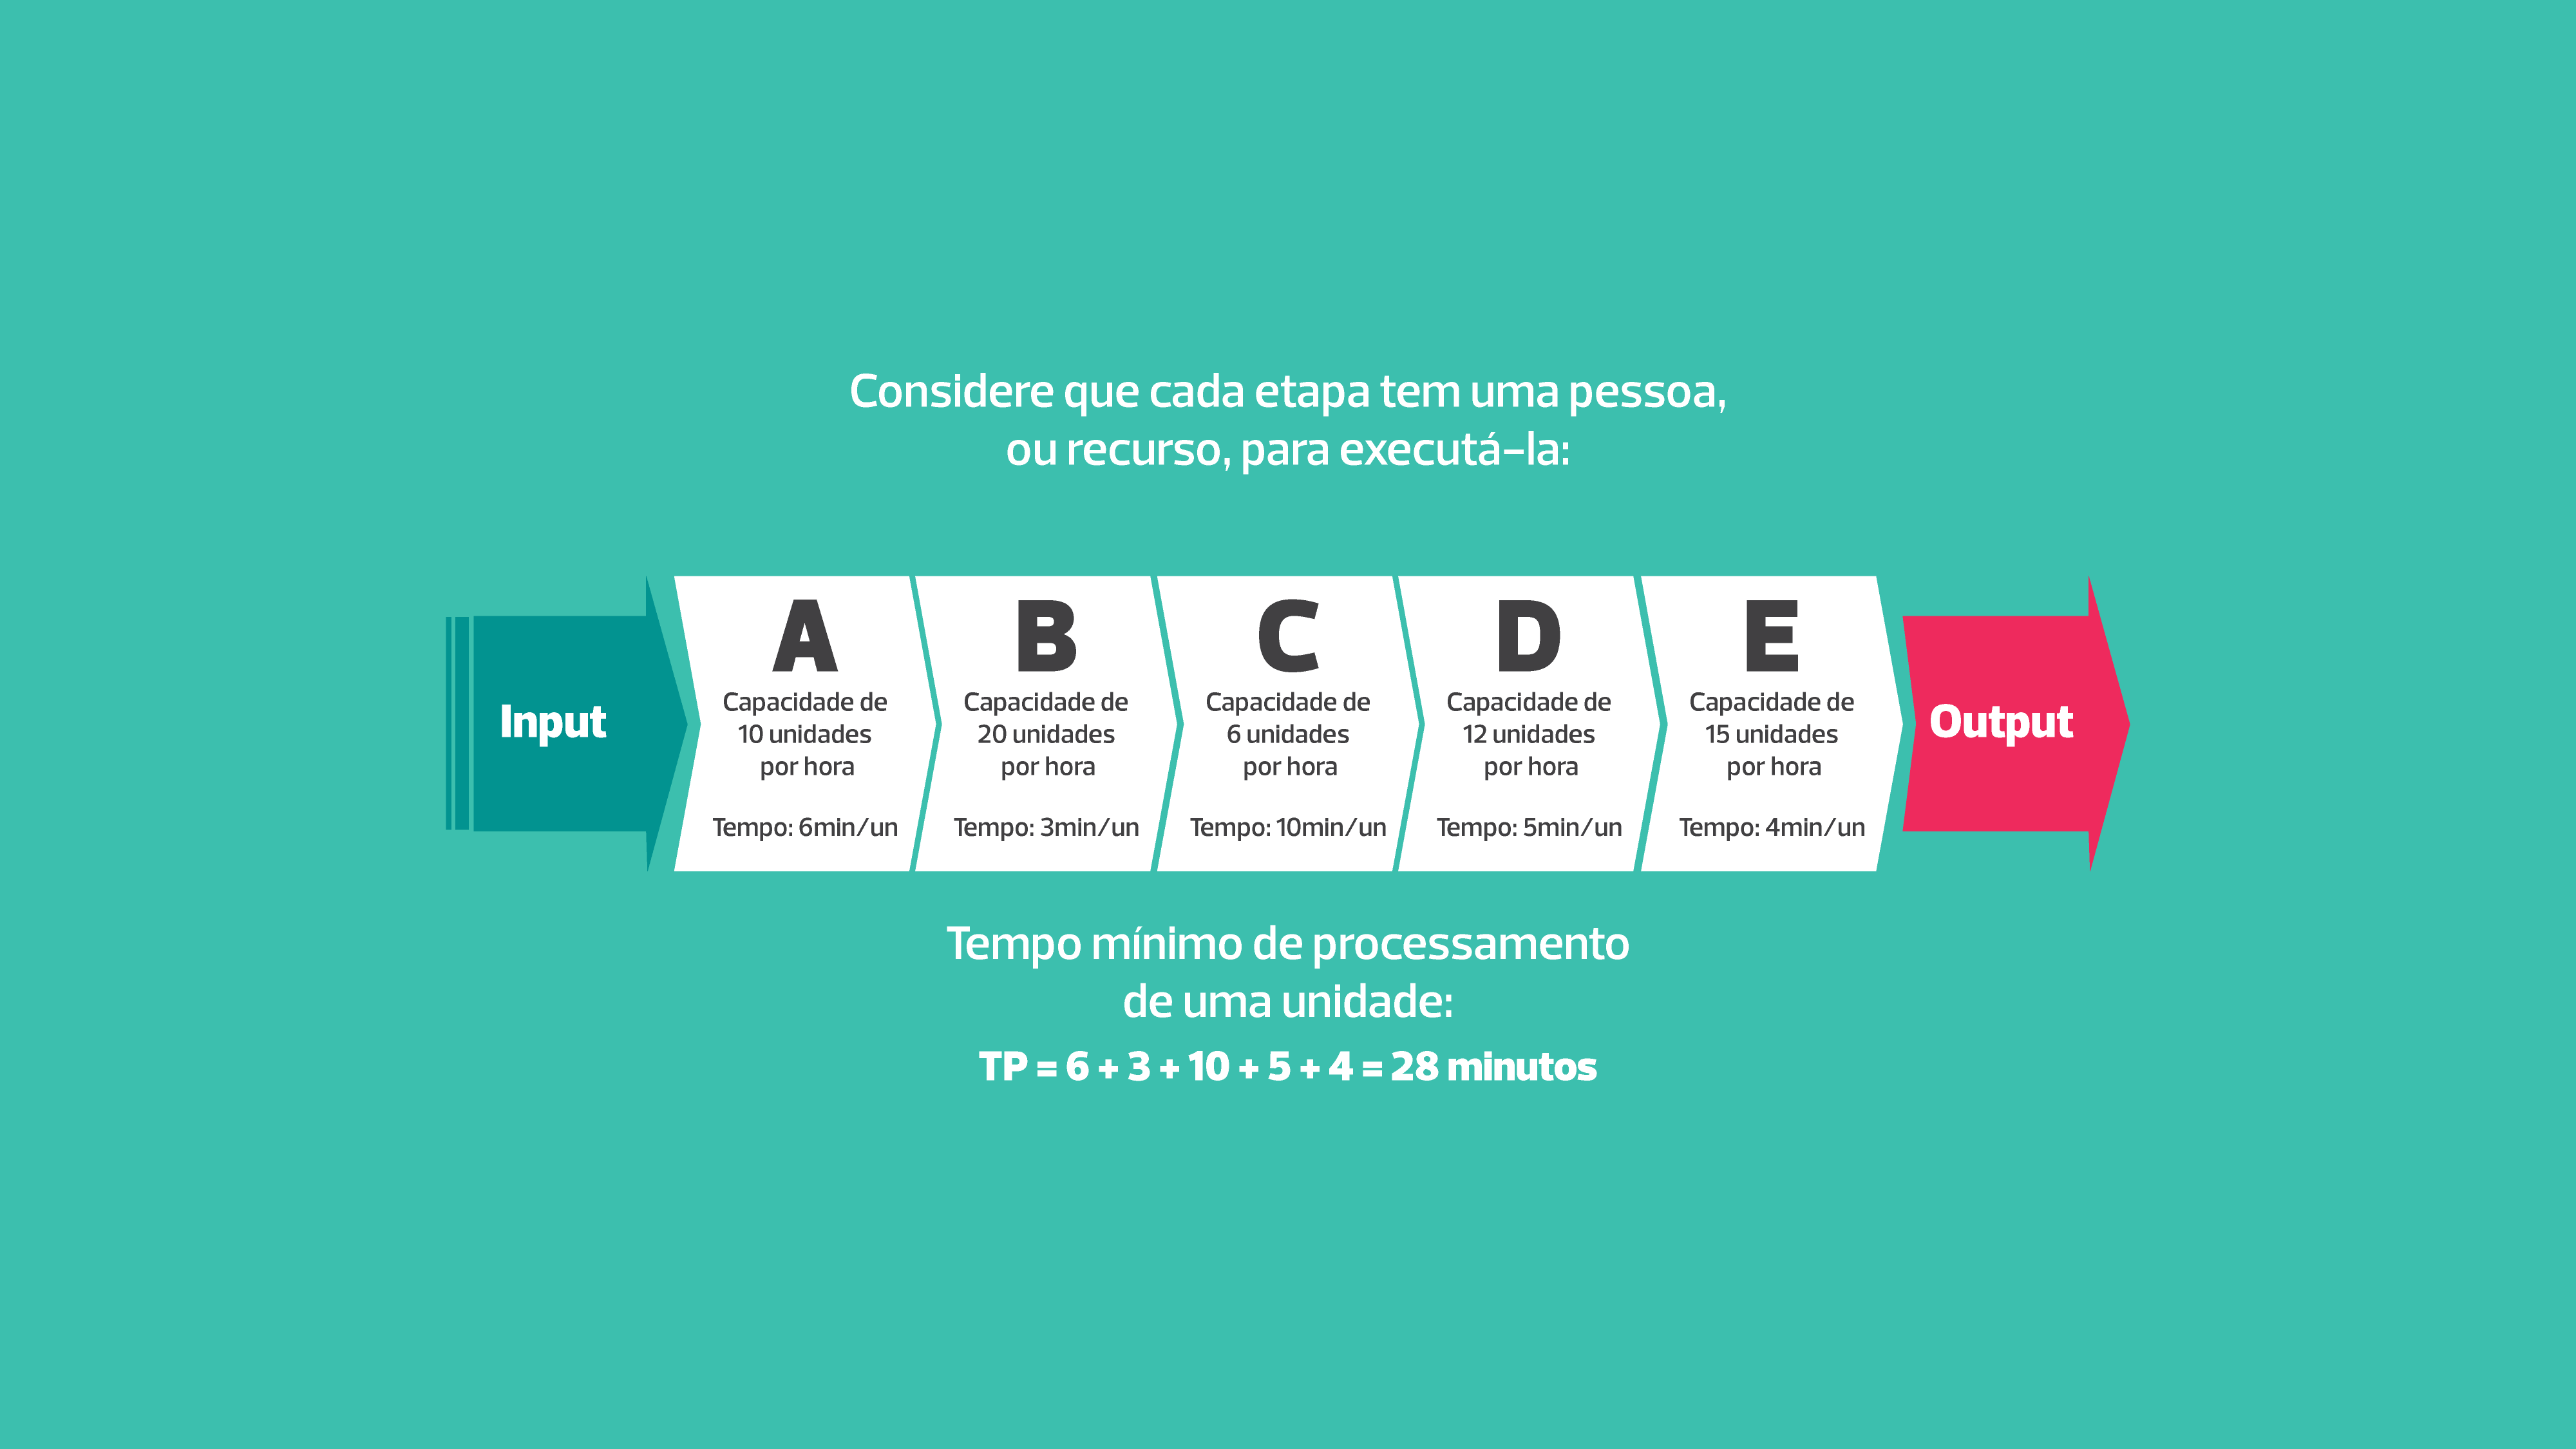 Considere que cada etapa tem uma pessoa,
ou recurso, para executá-la:
Input
A
Capacidade de
10 unidades
por hora
Tempo: 6min/un
B
Capacidade de
20 unidades
por hora
Tempo: 3min/un
C
Capacidade de
6 unidades
por hora
Tempo: 10min/un
D
Capacidade de
12 unidades
por hora
Tempo: 5min/un
E
Capacidade de
15 unidades
por hora
Tempo: 4min/un
Output
Tempo mínimo de processamento
de uma unidade:
TP = 6 + 3 + 10 + 5 + 4 = 28 minutos